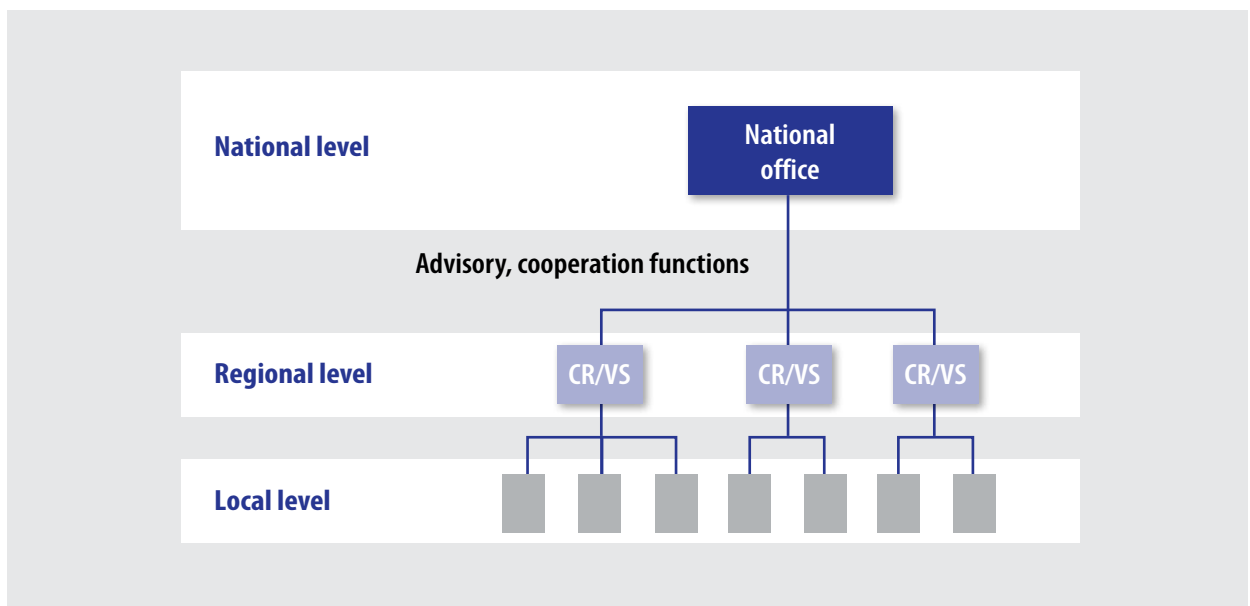 National level
National
office
Advisory, cooperation functions
Regional level
CR/VS
CR/VS
CR/VS
Local level